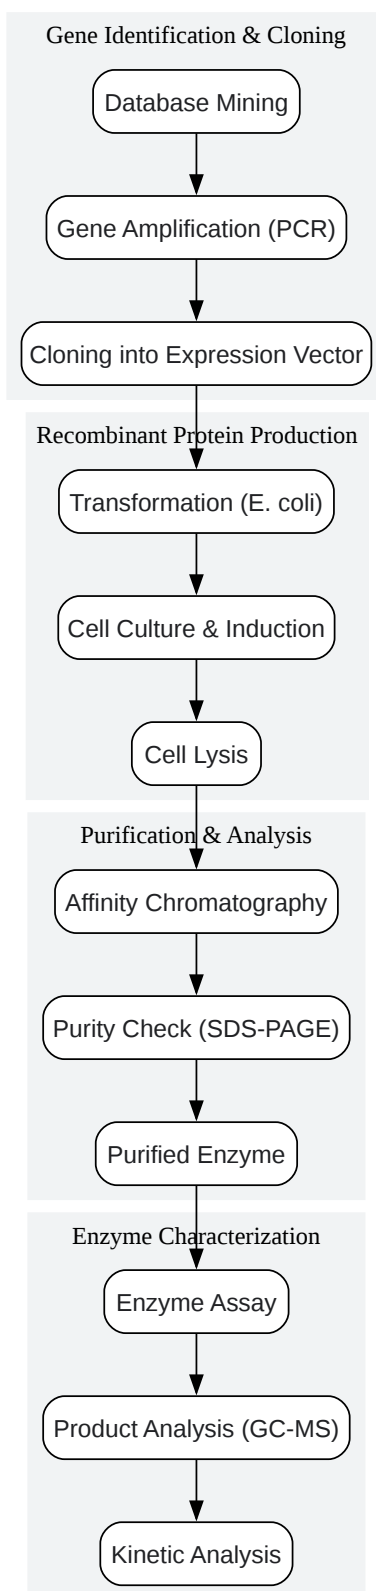 Gene Identification & Cloning
Database Mining
Gene Amplification (PCR)
Cloning into Expression Vector
Recombinant Protein Production
Transformation (E. coli)
Cell Culture & Induction
Cell Lysis
Purification & Analysis
Affinity Chromatography
Purity Check (SDS-PAGE)
Purified Enzyme
Enzyme Characterization
Enzyme Assay
Product Analysis (GC-MS)
Kinetic Analysis